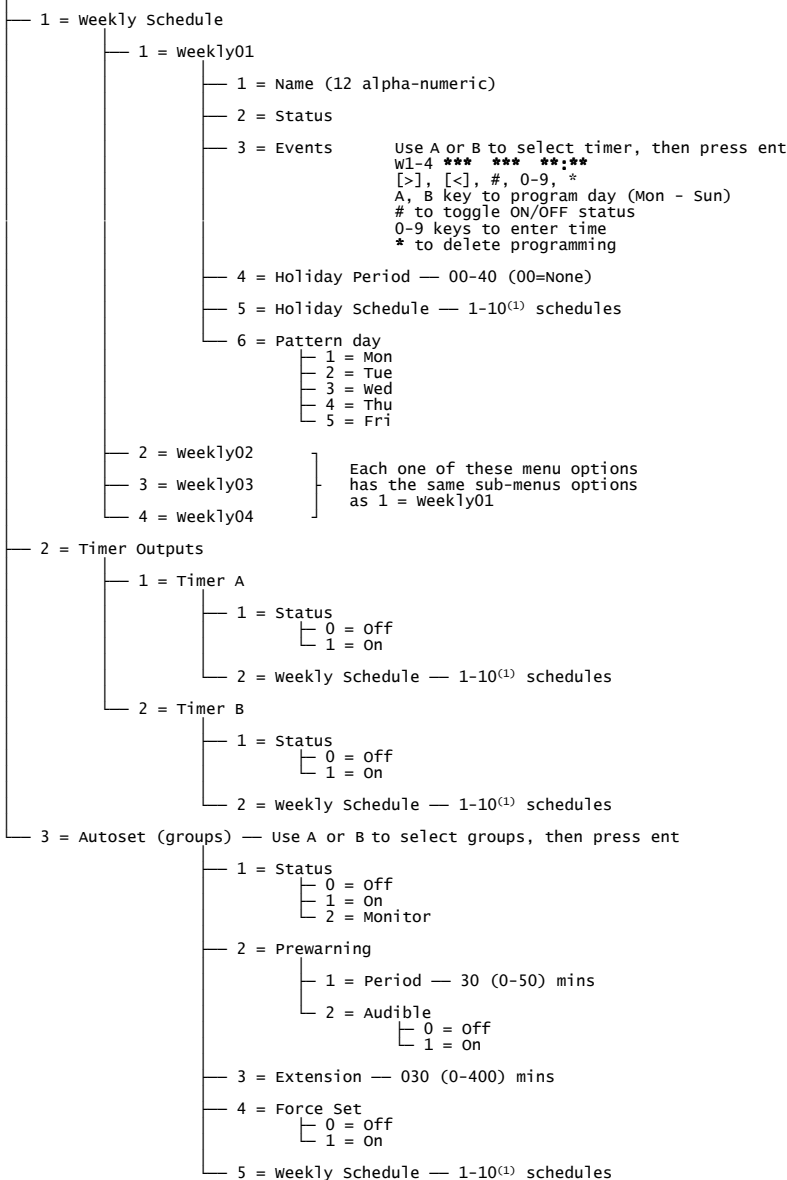 1 = Weekly Schedule
1 = Weekly01
1 = Name (12 alpha-numeric)
2 = Status
3 = Events Use A or B to select timer, then press ent
W1-4 *** *** **:**
[>], [<], #, 0-9, *
A, B key to program day (Mon - Sun)
# to toggle ON/OFF status
0-9 keys to enter time
* to delete programming
4 = Holiday Period — 00-40 (00=None)
5 = Holiday Schedule — 1-10(1) schedules
6 = Pattern day
1 = Mon
2 = Tue
3 = Wed
4 = Thu
5 = Fri
2 = Weekly02
Each one of these menu options
3 = Weekly03 has the same sub-menus options
as 1 = Weekly01
4 = Weekly04
2 = Timer Outputs
1 = Timer A
1 = Status
0 = Off
1 = On
2 = Weekly Schedule — 1-10(1) schedules
2 = Timer B
1 = Status
0 = Off
1 = On
2 = Weekly Schedule — 1-10(1) schedules
3 = Autoset (groups) — Use A or B to select groups, then press ent
1 = Status
0 = Off
1 = On
2 = Monitor
2 = Prewarning
1 = Period — 30 (0-50) mins
2 = Audible
0 = Off
1 = On
3 = Extension — 030 (0-400) mins
4 = Force Set
0 = Off
1 = On
5 = Weekly Schedule — 1-10(1) schedules